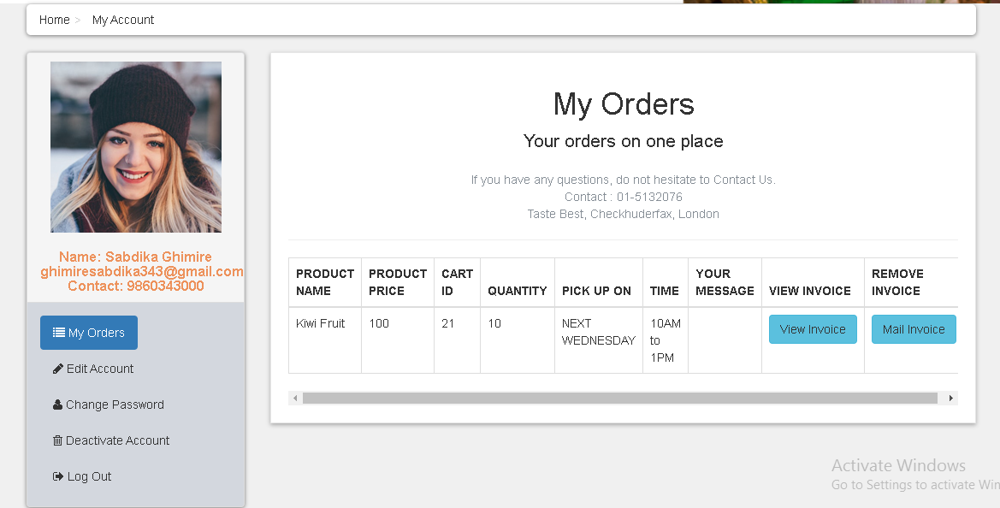 Home > My Account
My Orders
Your orders on one place
If you have any questions, do not hesitate to Contact Us.
Contact : 01-5132076
Taste Best, Checkhuderfax, London
Name: Sabdika Ghimire
ghimiresabdika343@gmail.com
Contact: 9860343000
My Orders
Edit Account
Change Password
Deactivate Account
Log Out
PRODUCT NAME PRODUCT PRICE CART ID QUANTITY PICK UP ON TIME YOUR MESSAGE VIEW INVOICE REMOVE INVOICE
Kiwi Fruit 100 21 10 NEXT WEDNESDAY 10AM to 1PM View Invoice Mail Invoice
Activate Windows
Go to Settings to activate Win